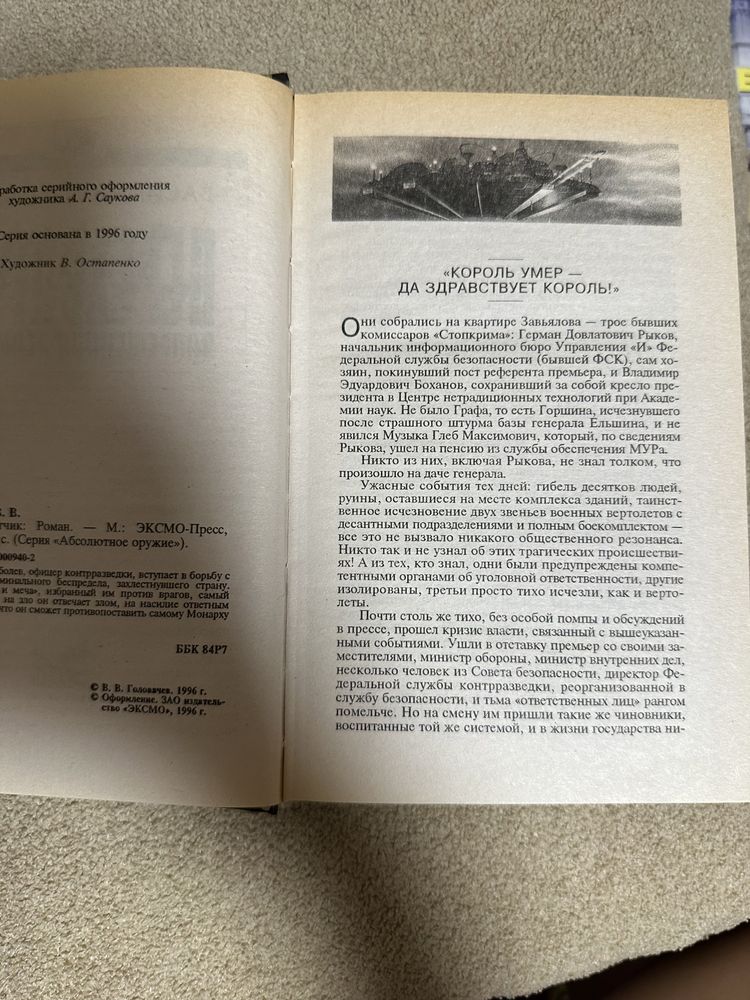 работка серийного оформления
художника А. Г. Саукова
Серия основана в 1996 году
Художник В. Остапенко
В. В.
тчик: Роман. — М.: ЭКСМО-Пресс,
с. (Серия «Абсолютное оружие»).
000940-2
болев, офицер контрразведки, вступает в борьбу с
минального беспредела, захлестнувшего страну.
и меча», избранный им против врагов, самый
на зло он отвечает злом, на насилие ответным
что он сможет противопоставить самому Монарху
ББК 84Р7
© В. В. Головачев. 1996 г.
© Оформление. ЗАО издатель-
ство «ЭКСМО», 1996 г.
«КОРОЛЬ УМЕР —
ДА ЗДРАВСТВУЕТ КОРОЛЬ!»
Они собрались на квартире Завьялова — трое бывших
комиссаров «Стопкрима»: Герман Довлатович Рыков,
начальник информационного бюро Управления «И» Фе-
деральной службы безопасности (бывшей ФСК), сам хо-
зяин, покинувший пост референта премьера, и Владимир
Эдуардович Боханов, сохранивший за собой кресло пре-
зидента в Центре нетрадиционных технологий при Акаде-
мии наук. Не было Графа, то есть Горшина, исчезнувшего
после страшного штурма базы генерала Ельшина, и не
явился Музыка Глеб Максимович, который, по сведениям
Рыкова, ушел на пенсию из службы обеспечения МУРа.
Никто из них, включая Рыкова, не знал толком, что
произошло на даче генерала.
Ужасные события тех дней: гибель десятков людей,
руины, оставшиеся на месте комплекса зданий, таинст-
венное исчезновение двух звеньев военных вертолетов с
десантными подразделениями и полным боекомплектом —
все это не вызвало никакого общественного резонанса.
Никто так и не узнал об этих трагических происшестви-
ях! А из тех, кто знал, одни были предупреждены компе-
тентными органами об уголовной ответственности, другие
изолированы, третьи просто тихо исчезли, как и верто-
леты.
Почти столь же тихо, без особой помпы и обсуждений
в прессе, прошел кризис власти, связанный с вышеуказан-
ными событиями. Ушли в отставку премьер со своими за-
местителями, министр обороны, министр внутренних дел,
несколько человек из Совета безопасности, директор Фе-
деральной службы контрразведки, реорганизованной в
службу безопасности, и тьма «ответственных лиц» рангом
помельче. Но на смену им пришли такие же чиновники,
воспитанные той же системой, и в жизни государства ни-